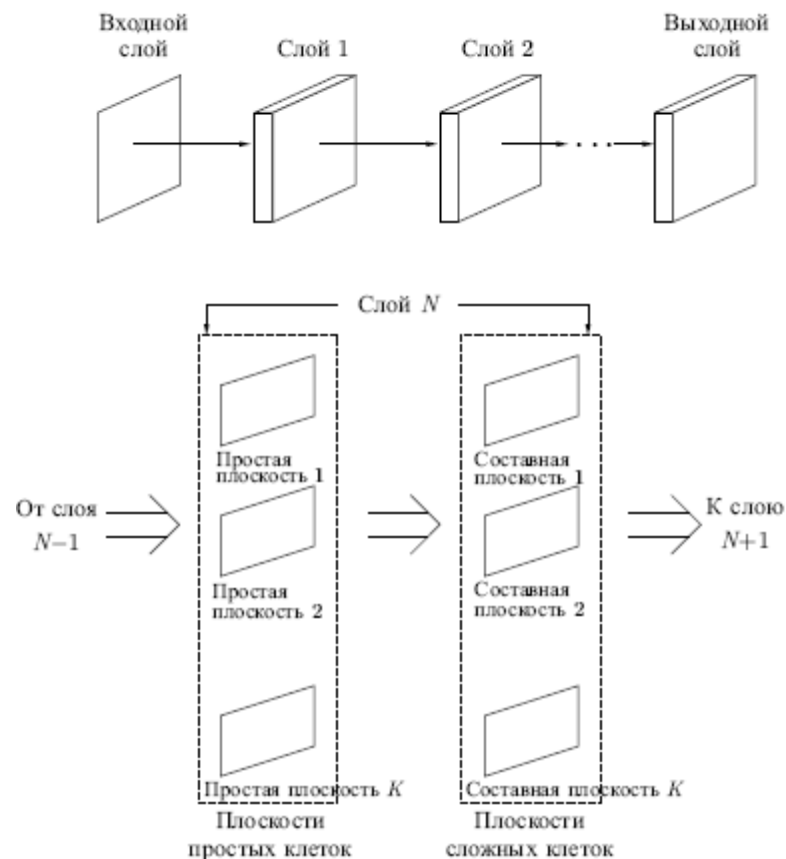 Входной
слой
Слой 1
Слой 2
Выходной
слой
Слой N
Простая
плоскость 1
Составная
плоскость 1
От слоя
N−1
К слою
N+1
Простая
плоскость 2
Составная
плоскость 2
Простая плоскость K
Составная плоскость K
Плоскости
простых клеток
Плоскости
сложных клеток